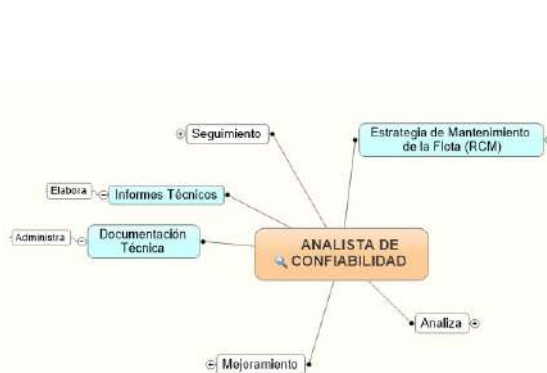 Seguimiento
Estrategia de Mantenimiento
de la Flota (RCM)
Elabora
Informes Técnicos
Administra
Documentación
Técnica
ANALISTA DE
CONFIABILIDAD
Analiza
Mejoramiento